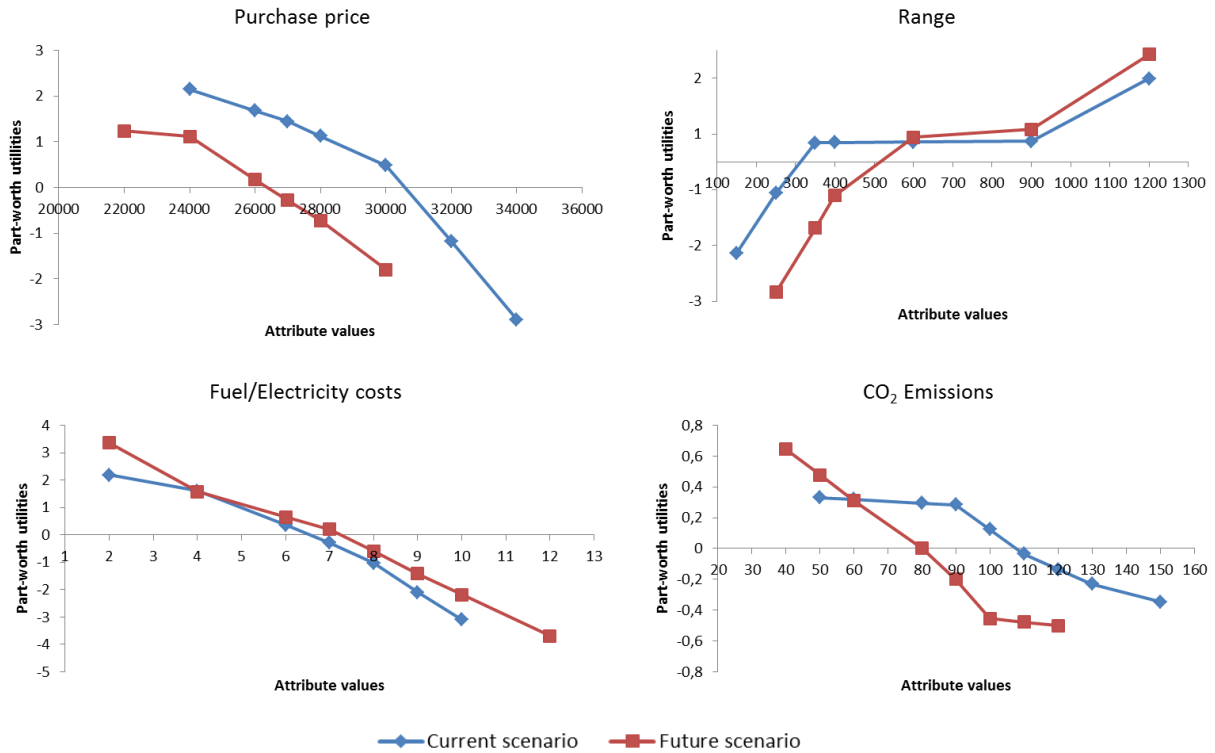 Purchase price
3
2
1
0
-1
-2
-3
20000 22000 24000 26000 28000 30000 32000 34000 36000
Part-worth utilities
Attribute values
Range
2
1
-1
-2
-3
100 200 300 400 500 600 700 800 900 1000 1100 1200 1300
Part-worth utilities
Attribute values
Fuel/Electricity costs
4
3
2
1
0
-1
-2
-3
-4
-5
1 2 3 4 5 6 7 8 9 10 11 12 13
Part-worth utilities
Attribute values
CO₂ Emissions
0,8
0,6
0,4
0,2
0
-0,2
-0,4
-0,6
-0,8
20 30 40 50 60 70 80 90 100 110 120 130 140 150 160
Part-worth utilities
Attribute values
Current scenario Future scenario